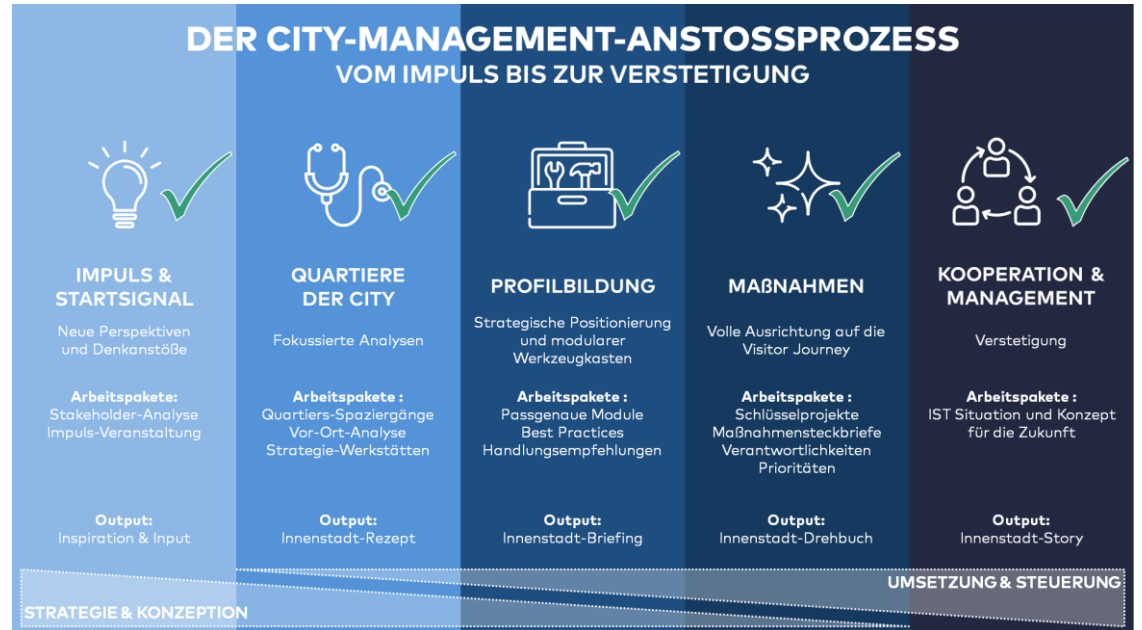 DER CITY-MANAGEMENT-ANSTOSSPROZESS
VOM IMPULS BIS ZUR VERSTETIGUNG
IMPULS &
STARTSIGNAL
Neue Perspektiven
und Denkanstöße
Arbeitspakete:
Stakeholder-Analyse
Impuls-Veranstaltung
Output:
Inspiration & Input
QUARTIERE
DER CITY
Fokussierte Analysen
Arbeitspakete :
Quartiers-Spaziergänge
Vor-Ort-Analyse
Strategie-Werkstätten
Output:
Innenstadt-Rezept
PROFILBILDUNG
Strategische Positionierung
und modularer
Werkzeugkasten
Arbeitspakete :
Passgenaue Module
Best Practices
Handlungsempfehlungen
Output:
Innenstadt-Briefing
MAßNAHMEN
Volle Ausrichtung auf die
Visitor Journey
Arbeitspakete :
Schlüsselprojekte
Maßnahmensteckbriefe
Verantwortlichkeiten
Prioritäten
Output:
Innenstadt-Drehbuch
KOOPERATION &
MANAGEMENT
Verstetigung
Arbeitspakete :
IST Situation und Konzept
für die Zukunft
Output:
Innenstadt-Story
UMSETZUNG & STEUERUNG
STRATEGIE & KONZEPTION